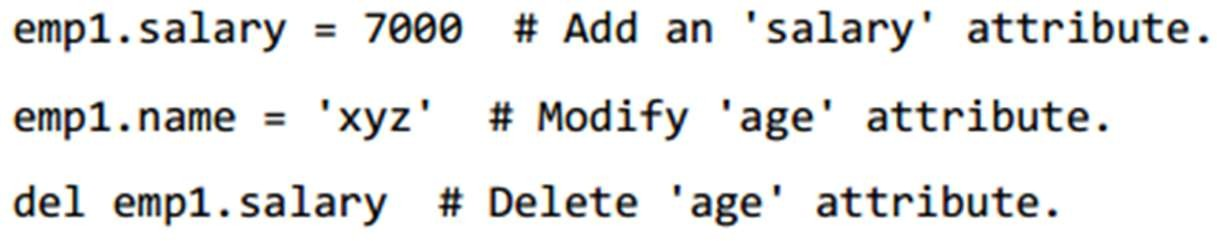 emp1.salary = 7000  # Add an 'salary' attribute.
emp1.name = 'xyz'  # Modify 'age' attribute.
del emp1.salary  # Delete 'age' attribute.